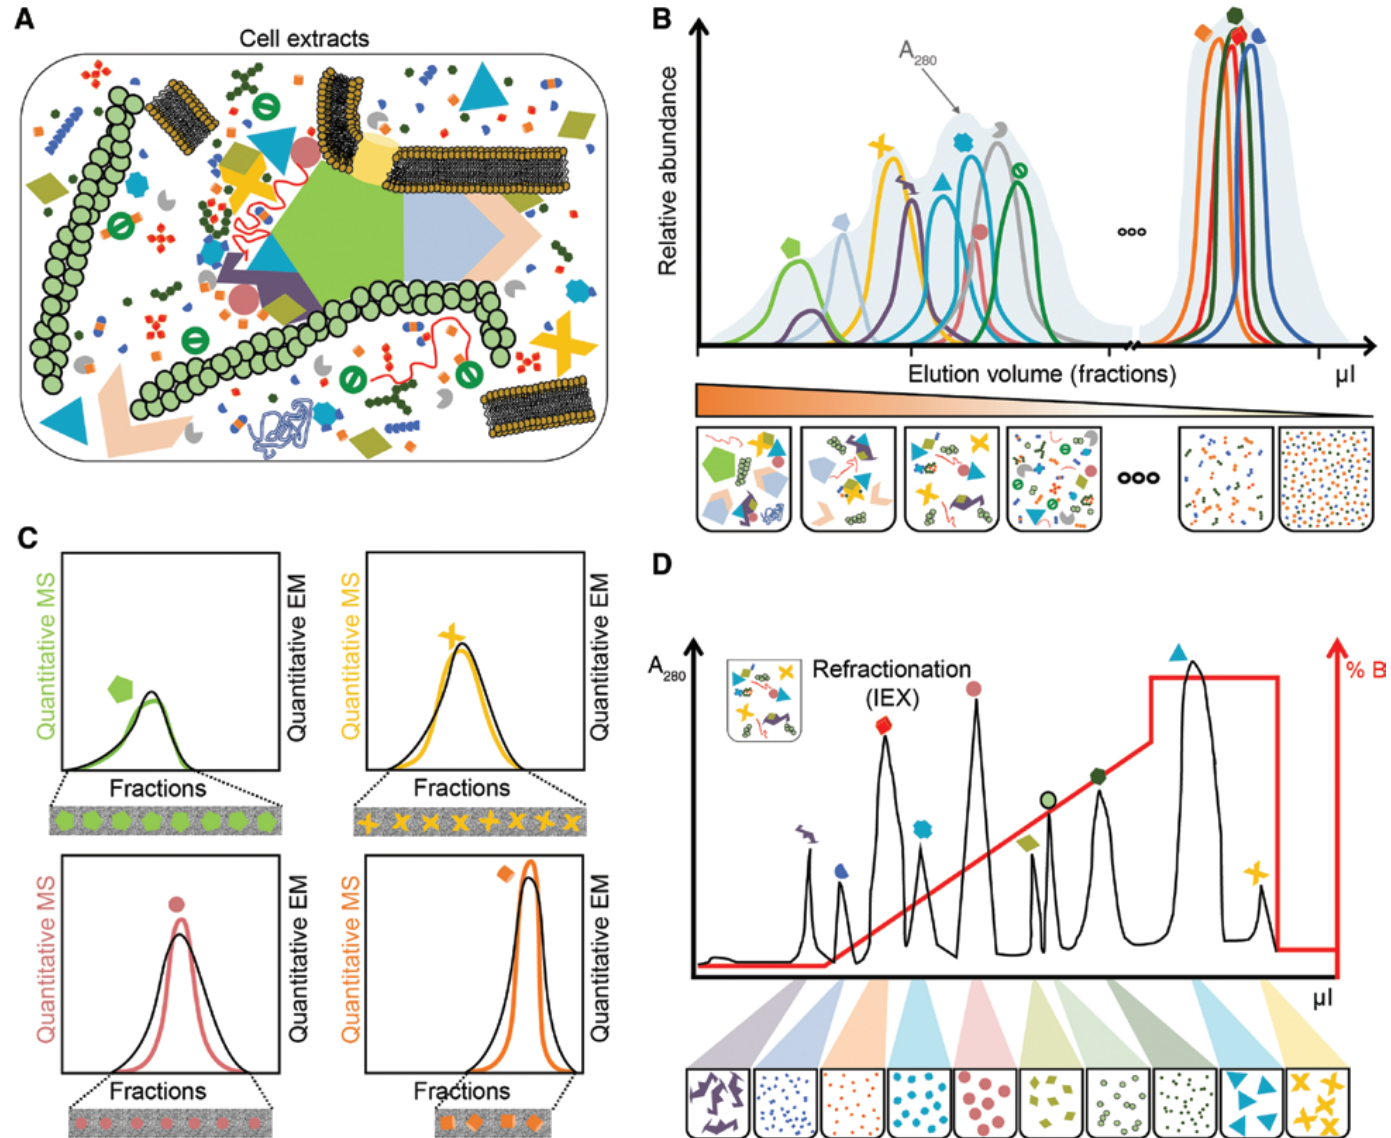 A
Cell extracts
B
Relative abundance
A280
Elution volume (fractions)
µl
C
Quantitative MS
Quantitative EM
Fractions
Quantitative MS
Quantitative EM
Fractions
Quantitative MS
Quantitative EM
Fractions
Quantitative MS
Quantitative EM
Fractions
D
A280
Refractionation
(IEX)
% B
µl